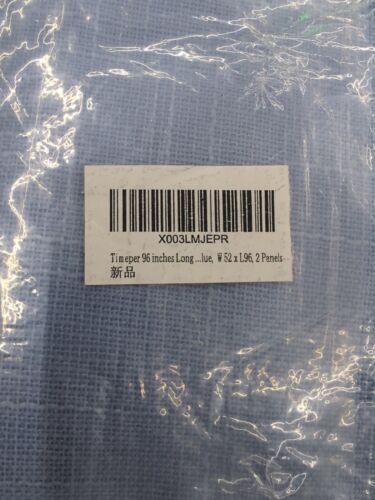 X003LMJEPR
Timeper 96 inches Long ...lue, W 52 x L96, 2 Panels
新品